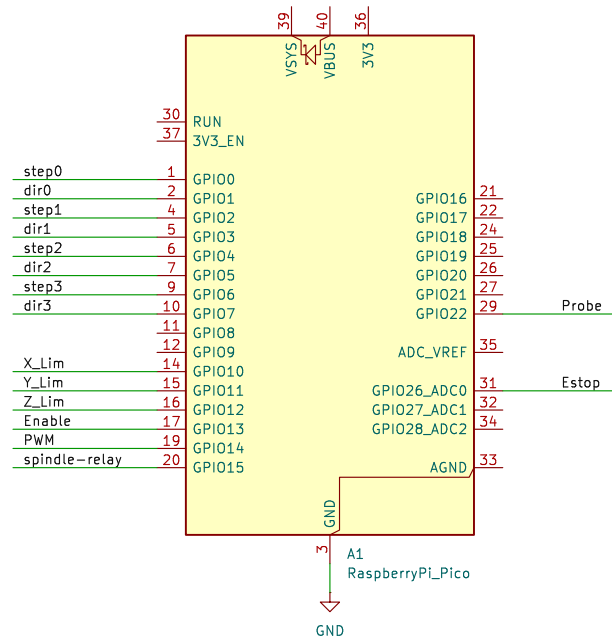 39 40 36
VSYS VBUS 3V3
30 RUN
37 3V3_EN
step0 1 GPIO0
dir0 2 GPIO1 GPIO16 21
step1 4 GPIO2 GPIO17 22
dir1 5 GPIO3 GPIO18 24
step2 6 GPIO4 GPIO19 25
dir2 7 GPIO5 GPIO20 26
step3 9 GPIO6 GPIO21 27
dir3 10 GPIO7 GPIO22 29 Probe
11 GPIO8
12 GPIO9 ADC_VREF 35
X_Lim 14 GPIO10
Y_Lim 15 GPIO11 GPIO26_ADC0 31 Estop
Z_Lim 16 GPIO12 GPIO27_ADC1 32
Enable 17 GPIO13 GPIO28_ADC2 34
PWM 19 GPIO14
spindle-relay 20 GPIO15 AGND 33
GND
3 A1
RaspberryPi_Pico
GND